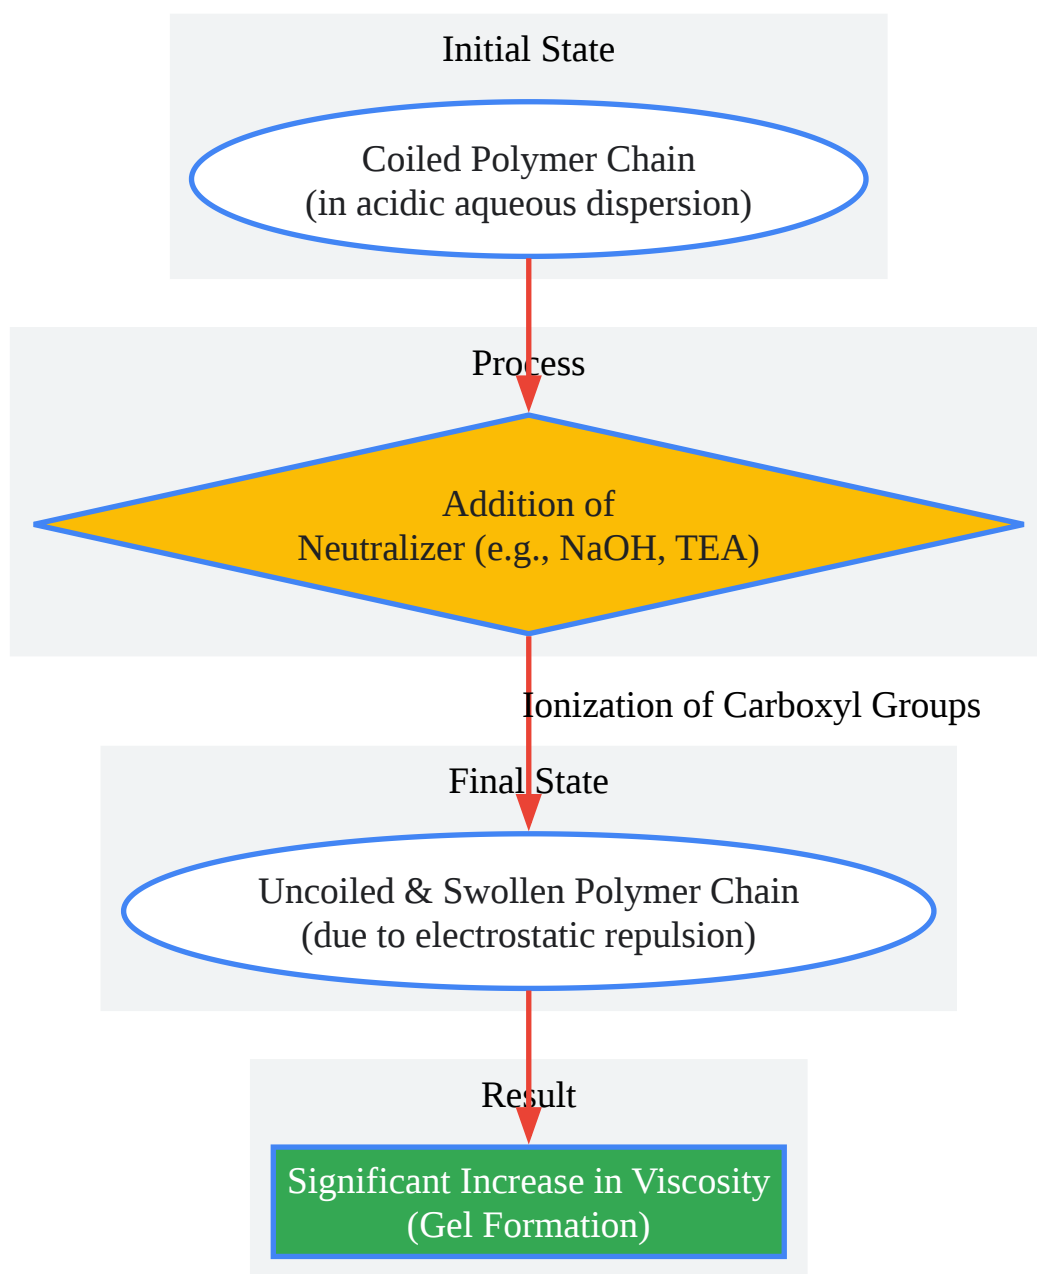 Initial State
Coiled Polymer Chain
(in acidic aqueous dispersion)
Process
Addition of
Neutralizer (e.g., NaOH, TEA)
Ionization of Carboxyl Groups
Final State
Uncoiled & Swollen Polymer Chain
(due to electrostatic repulsion)
Result
Significant Increase in Viscosity
(Gel Formation)